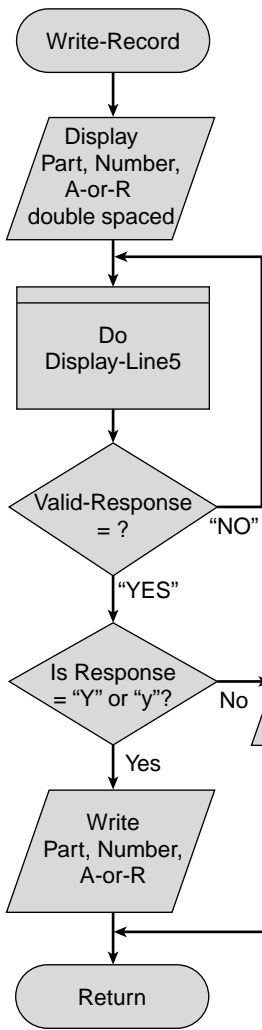 Write-Record
Display
Part, Number,
A-or-R
double spaced
Do
Display-Line5
Valid-Response
= ?
“NO”
“YES”
Is Response
= “Y” or “y”?
No
Yes
Write
Part, Number,
A-or-R
Return